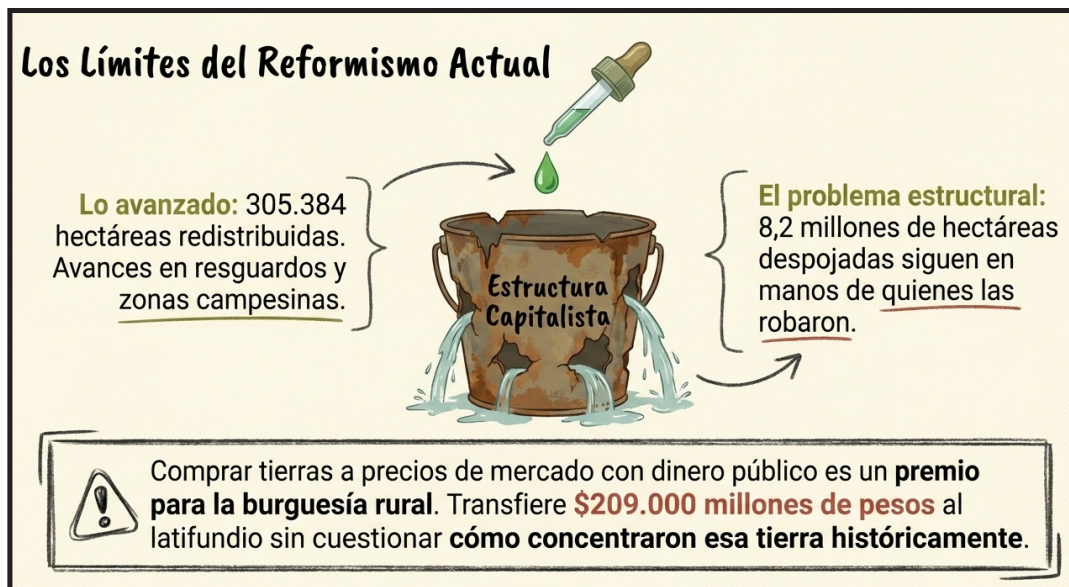 Los Límites del Reformismo Actual
Lo avanzado: 305.384
hectáreas redistribuidas.
Avances en resguardos y
zonas campesinas.
Estructura
Capitalista
El problema estructural:
8,2 millones de hectáreas
despojadas siguen en
manos de quienes las
robaron.
Comprar tierras a precios de mercado con dinero público es un premio
para la burguesía rural. Transfiere $209.000 millones de pesos al
latifundio sin cuestionar cómo concentraron esa tierra históricamente.